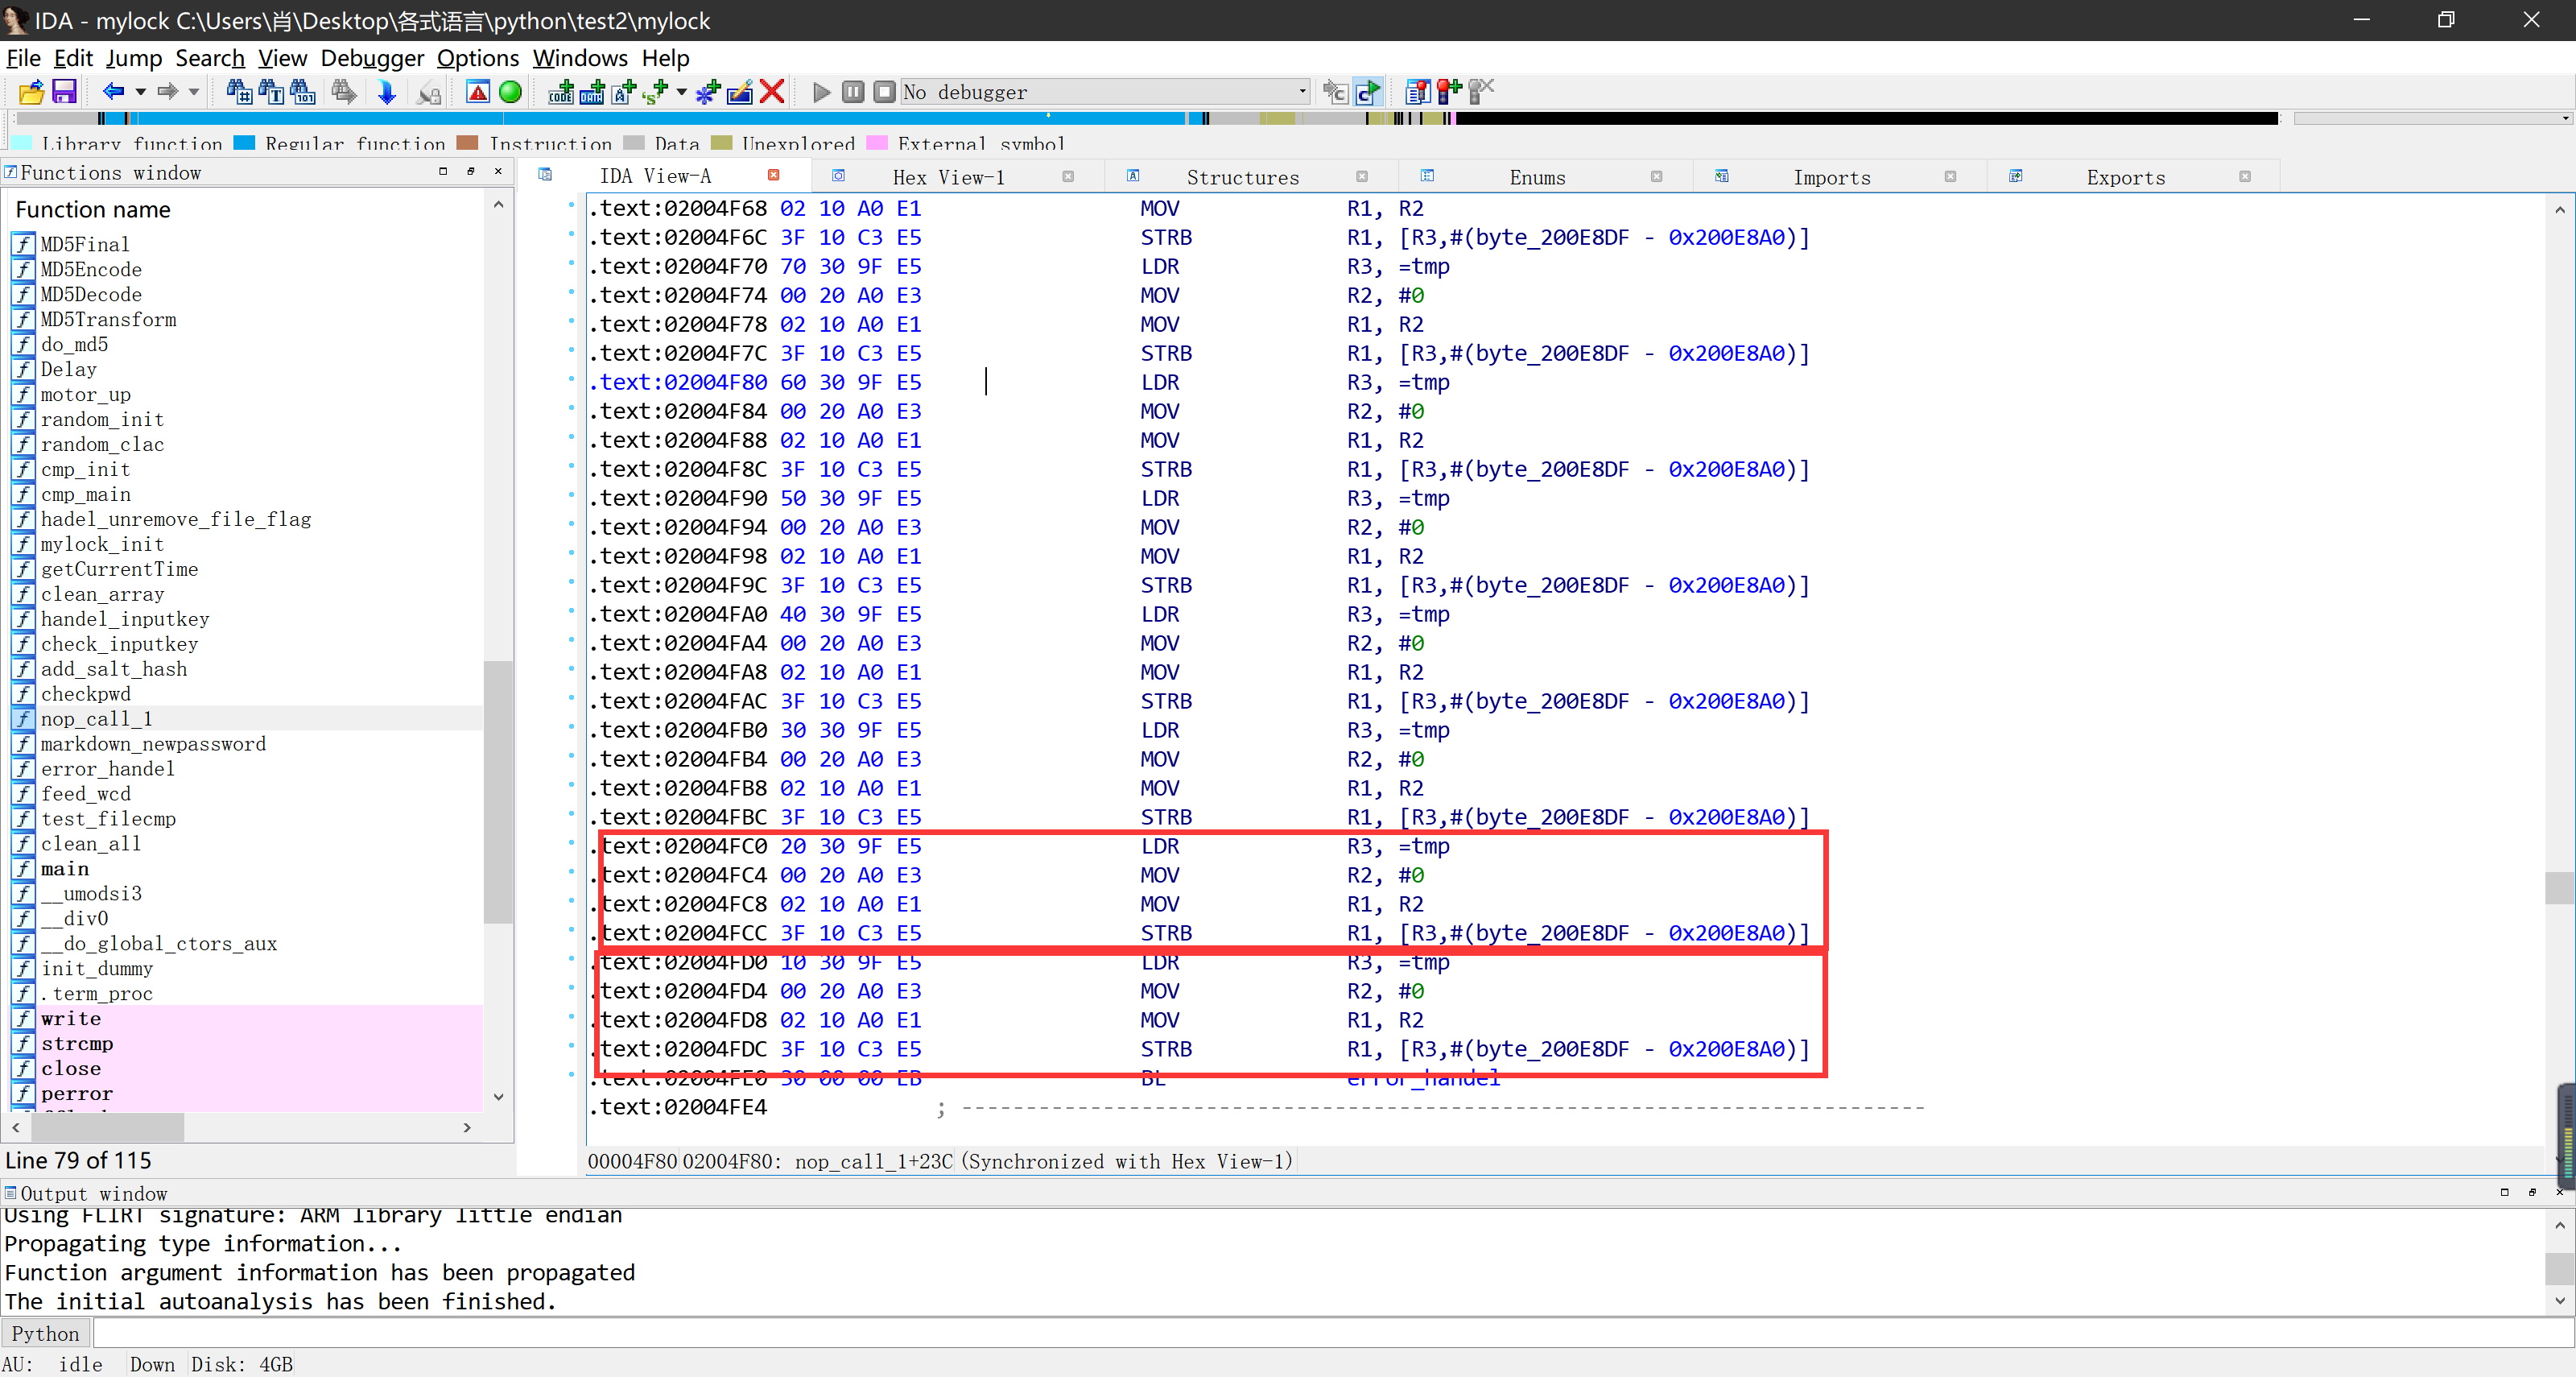 IDA - mylock C:\Users\肖\Desktop\各式语言\python\test2\mylock
File Edit Jump Search View Debugger Options Windows Help
No debugger
Library function Regular function Instruction Data Unexplored External symbol
Functions window
IDA View-A Hex View-1 Structures Enums Imports Exports
Function name
MD5Final
MD5Encode
MD5Decode
MD5Transform
do_md5
Delay
motor_up
random_init
random_clac
cmp_init
cmp_main
hadel_unremove_file_flag
mylock_init
getCurrentTime
clean_array
handel_inputkey
check_inputkey
add_salt_hash
checkpwd
nop_call_1
markdown_newpassword
error_handel
feed_wcd
test_filecmp
clean_all
main
__umodsi3
__div0
__do_global_ctors_aux
init_dummy
.term_proc
write
strcmp
close
perror
Line 79 of 115
.text:02004F68 02 10 A0 E1 MOV R1, R2
.text:02004F6C 3F 10 C3 E5 STRB R1, [R3,#(byte_200E8DF - 0x200E8A0)]
.text:02004F70 70 30 9F E5 LDR R3, =tmp
.text:02004F74 00 20 A0 E3 MOV R2, #0
.text:02004F78 02 10 A0 E1 MOV R1, R2
.text:02004F7C 3F 10 C3 E5 STRB R1, [R3,#(byte_200E8DF - 0x200E8A0)]
.text:02004F80 60 30 9F E5 LDR R3, =tmp
.text:02004F84 00 20 A0 E3 MOV R2, #0
.text:02004F88 02 10 A0 E1 MOV R1, R2
.text:02004F8C 3F 10 C3 E5 STRB R1, [R3,#(byte_200E8DF - 0x200E8A0)]
.text:02004F90 50 30 9F E5 LDR R3, =tmp
.text:02004F94 00 20 A0 E3 MOV R2, #0
.text:02004F98 02 10 A0 E1 MOV R1, R2
.text:02004F9C 3F 10 C3 E5 STRB R1, [R3,#(byte_200E8DF - 0x200E8A0)]
.text:02004FA0 40 30 9F E5 LDR R3, =tmp
.text:02004FA4 00 20 A0 E3 MOV R2, #0
.text:02004FA8 02 10 A0 E1 MOV R1, R2
.text:02004FAC 3F 10 C3 E5 STRB R1, [R3,#(byte_200E8DF - 0x200E8A0)]
.text:02004FB0 30 30 9F E5 LDR R3, =tmp
.text:02004FB4 00 20 A0 E3 MOV R2, #0
.text:02004FB8 02 10 A0 E1 MOV R1, R2
.text:02004FBC 3F 10 C3 E5 STRB R1, [R3,#(byte_200E8DF - 0x200E8A0)]
.text:02004FC0 20 30 9F E5 LDR R3, =tmp
.text:02004FC4 00 20 A0 E3 MOV R2, #0
.text:02004FC8 02 10 A0 E1 MOV R1, R2
.text:02004FCC 3F 10 C3 E5 STRB R1, [R3,#(byte_200E8DF - 0x200E8A0)]
.text:02004FD0 10 30 9F E5 LDR R3, =tmp
.text:02004FD4 00 20 A0 E3 MOV R2, #0
.text:02004FD8 02 10 A0 E1 MOV R1, R2
.text:02004FDC 3F 10 C3 E5 STRB R1, [R3,#(byte_200E8DF - 0x200E8A0)]
.text:02004FE0 30 00 00 EB BL error_handel
.text:02004FE4 ; ---------------------------------------------------------------------------
00004F80 02004F80: nop_call_1+23C (Synchronized with Hex View-1)
Output window
Using FLIRT signature: ARM library little endian
Propagating type information...
Function argument information has been propagated
The initial autoanalysis has been finished.
Python
AU: idle Down Disk: 4GB